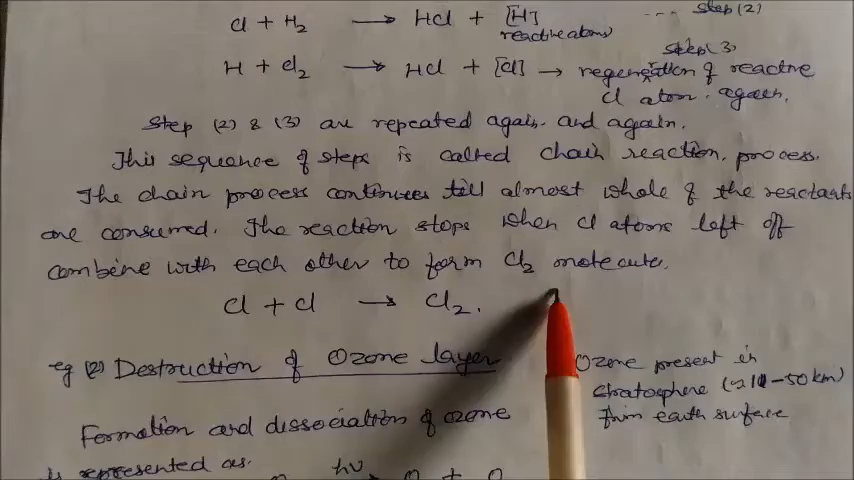 Cl + H2 → HCl + [H] --- Step (2)
reactive atoms
Step (3)
H + Cl2 → HCl + [Cl] → regeneration of reactive
Cl atom again.
Step (2) & (3) are repeated again and again.
This sequence of steps is called chain reaction process.
The chain process continues till almost whole of the reactants
are consumed. The reaction stops when Cl atoms left off
combine with each other to form Cl2 molecule.
Cl + Cl → Cl2.
eg (2) Destruction of Ozone layer
Ozone present in
stratosphere
from earth surface
Formation and dissociation of ozone
is represented as.
hν